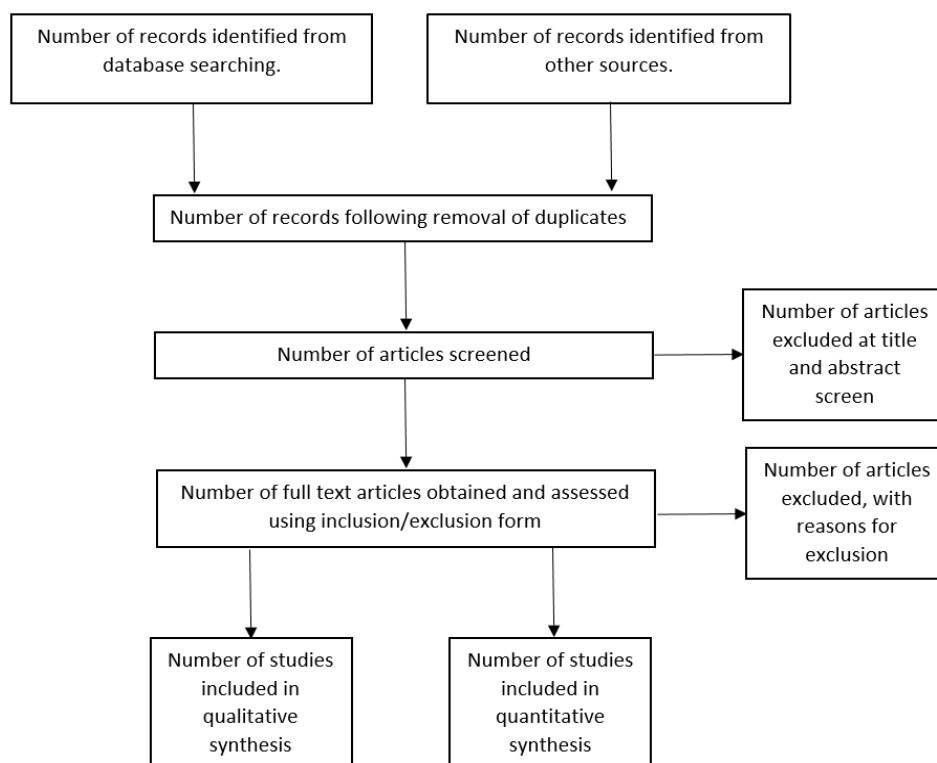 Number of records identified from
database searching.
Number of records identified from
other sources.
Number of records following removal of duplicates
Number of articles screened
Number of articles
excluded at title
and abstract
screen
Number of full text articles obtained and assessed
using inclusion/exclusion form
Number of articles
excluded, with
reasons for
exclusion
Number of studies
included in
qualitative
synthesis
Number of studies
included in
quantitative
synthesis